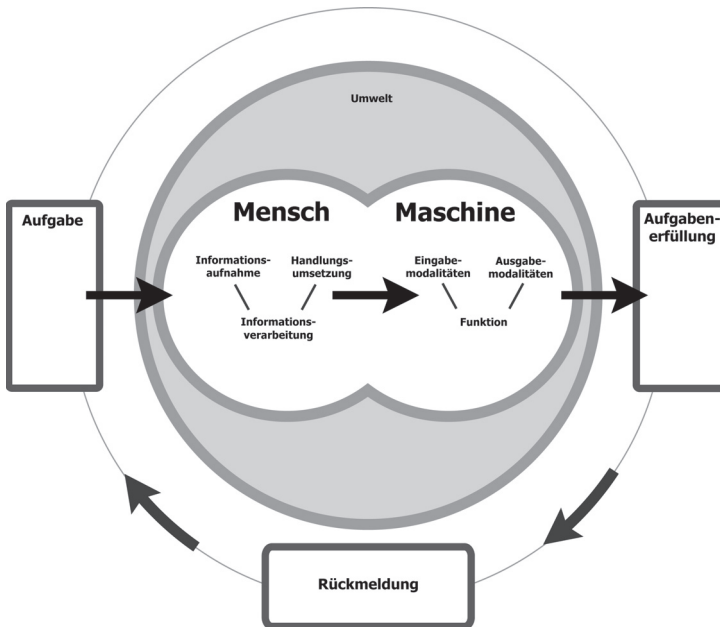 Umwelt
Mensch
Maschine
Aufgabe
Aufgaben-
erfüllung
Informations-
aufnahme
Handlungs-
umsetzung
Eingabe-
modalitäten
Ausgabe-
modalitäten
Informations-
verarbeitung
Funktion
Rückmeldung